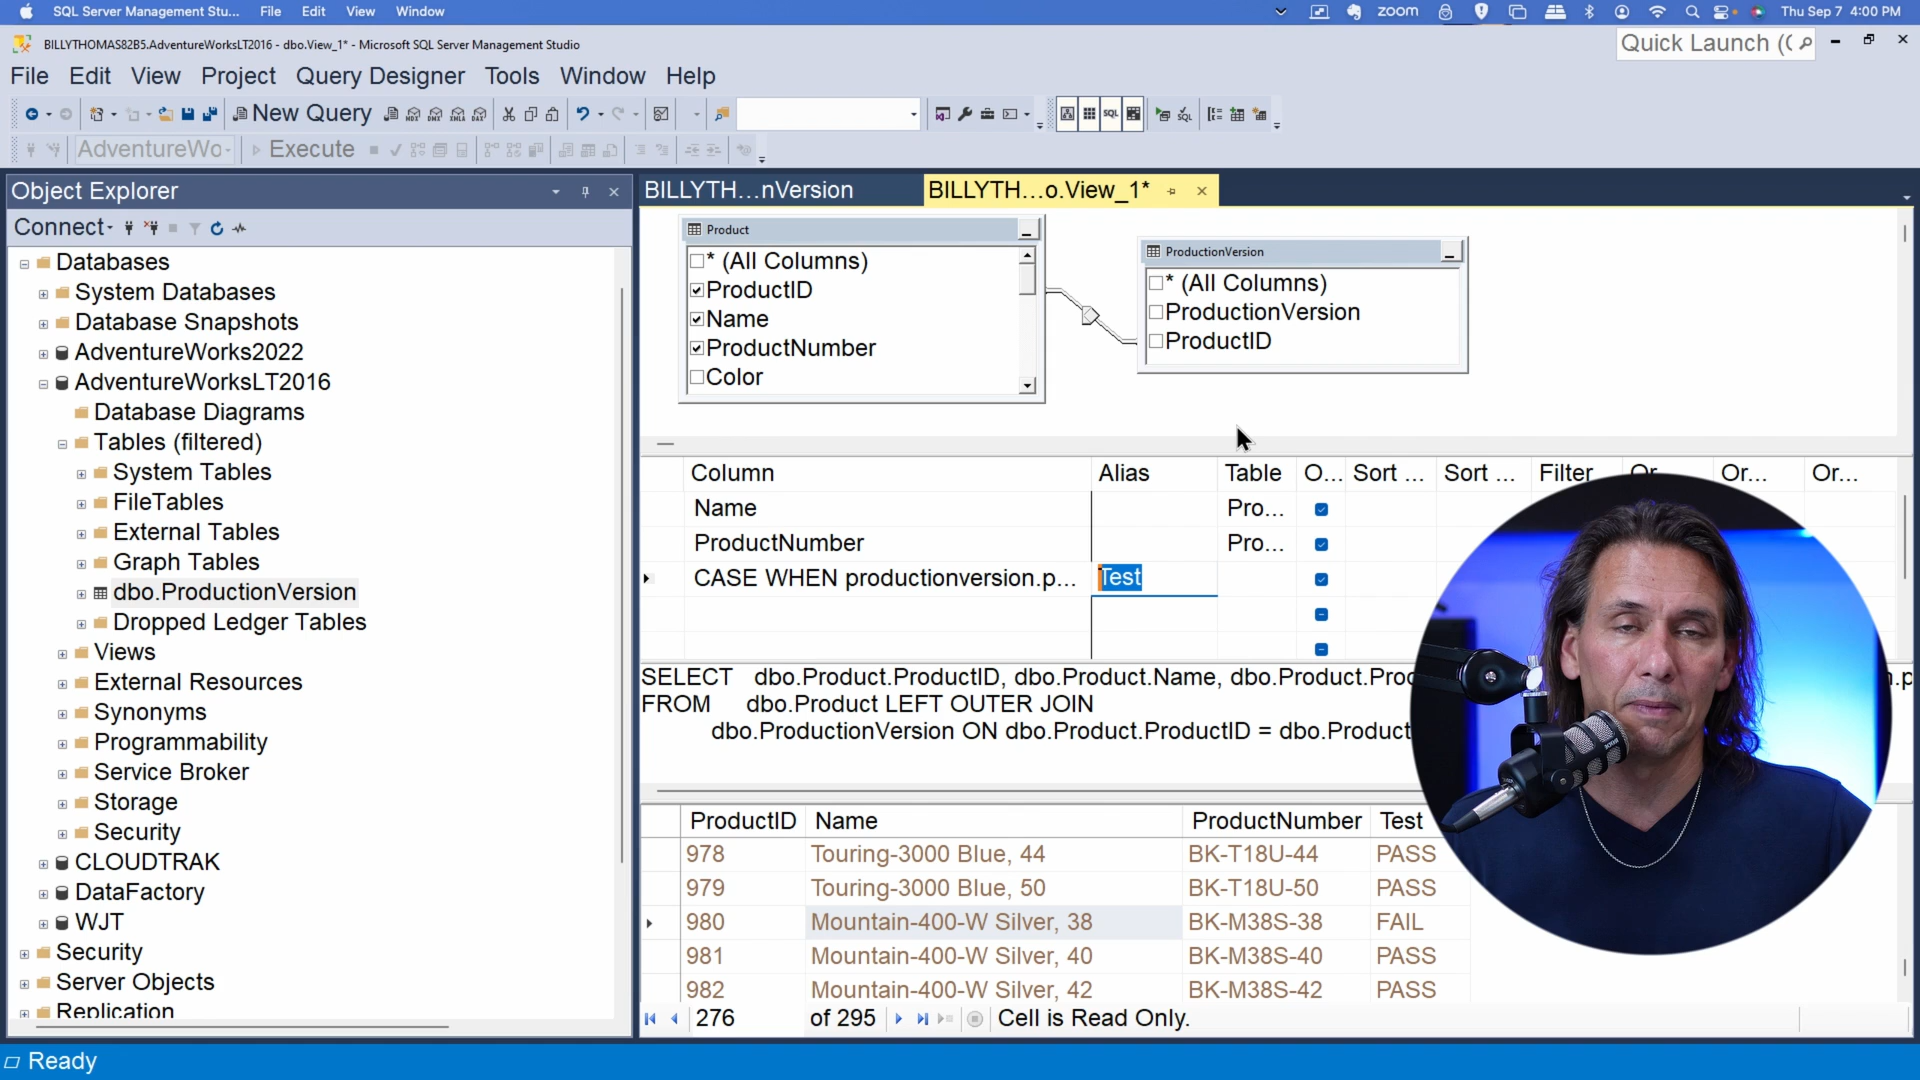 SQL Server Management Stu... File Edit View Window zoom Thu Sep 7 4:00 PM
BILLYTHOMAS82B5.AdventureWorksLT2016 - dbo.View_1* - Microsoft SQL Server Management Studio
Quick Launch (
File Edit View Project Query Designer Tools Window Help
New Query
SQL
AdventureWo
Execute
Object Explorer
Connect
Databases
System Databases
Database Snapshots
AdventureWorks2022
AdventureWorksLT2016
Database Diagrams
Tables (filtered)
System Tables
FileTables
External Tables
Graph Tables
dbo.ProductionVersion
Dropped Ledger Tables
Views
External Resources
Synonyms
Programmability
Service Broker
Storage
Security
CLOUDTRAK
DataFactory
WJT
Security
Server Objects
Replication
BILLYTH...nVersion
BILLYTH...o.View_1*
Product
* (All Columns)
ProductID
Name
ProductNumber
Color
ProductionVersion
* (All Columns)
ProductionVersion
ProductID
Column Alias Table O... Sort ... Sort ... Filter Or... Or... Or...
Name Pro...
ProductNumber Pro...
CASE WHEN productionversion.p... Test
SELECT dbo.Product.ProductID, dbo.Product.Name, dbo.Product.Proc
FROM dbo.Product LEFT OUTER JOIN
dbo.ProductionVersion ON dbo.Product.ProductID = dbo.Product
ProductID Name ProductNumber Test
978 Touring-3000 Blue, 44 BK-T18U-44 PASS
979 Touring-3000 Blue, 50 BK-T18U-50 PASS
980 Mountain-400-W Silver, 38 BK-M38S-38 FAIL
981 Mountain-400-W Silver, 40 BK-M38S-40 PASS
982 Mountain-400-W Silver, 42 BK-M38S-42 PASS
276 of 295 Cell is Read Only.
Ready